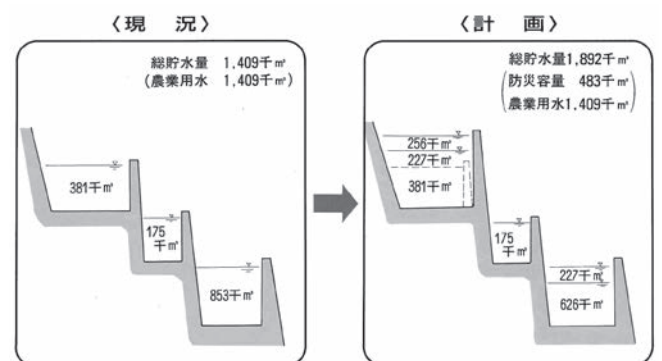 〈現 況〉
総貯水量 1,409千㎥
(農業用水 1,409千㎥)
381千㎥
175
千㎥
853千㎥
〈計 画〉
総貯水量1,892千㎥
(防災容量 483千㎥
農業用水1,409千㎥)
256千㎥
227千㎥
381千㎥
175
千㎥
227千㎥
626千㎥